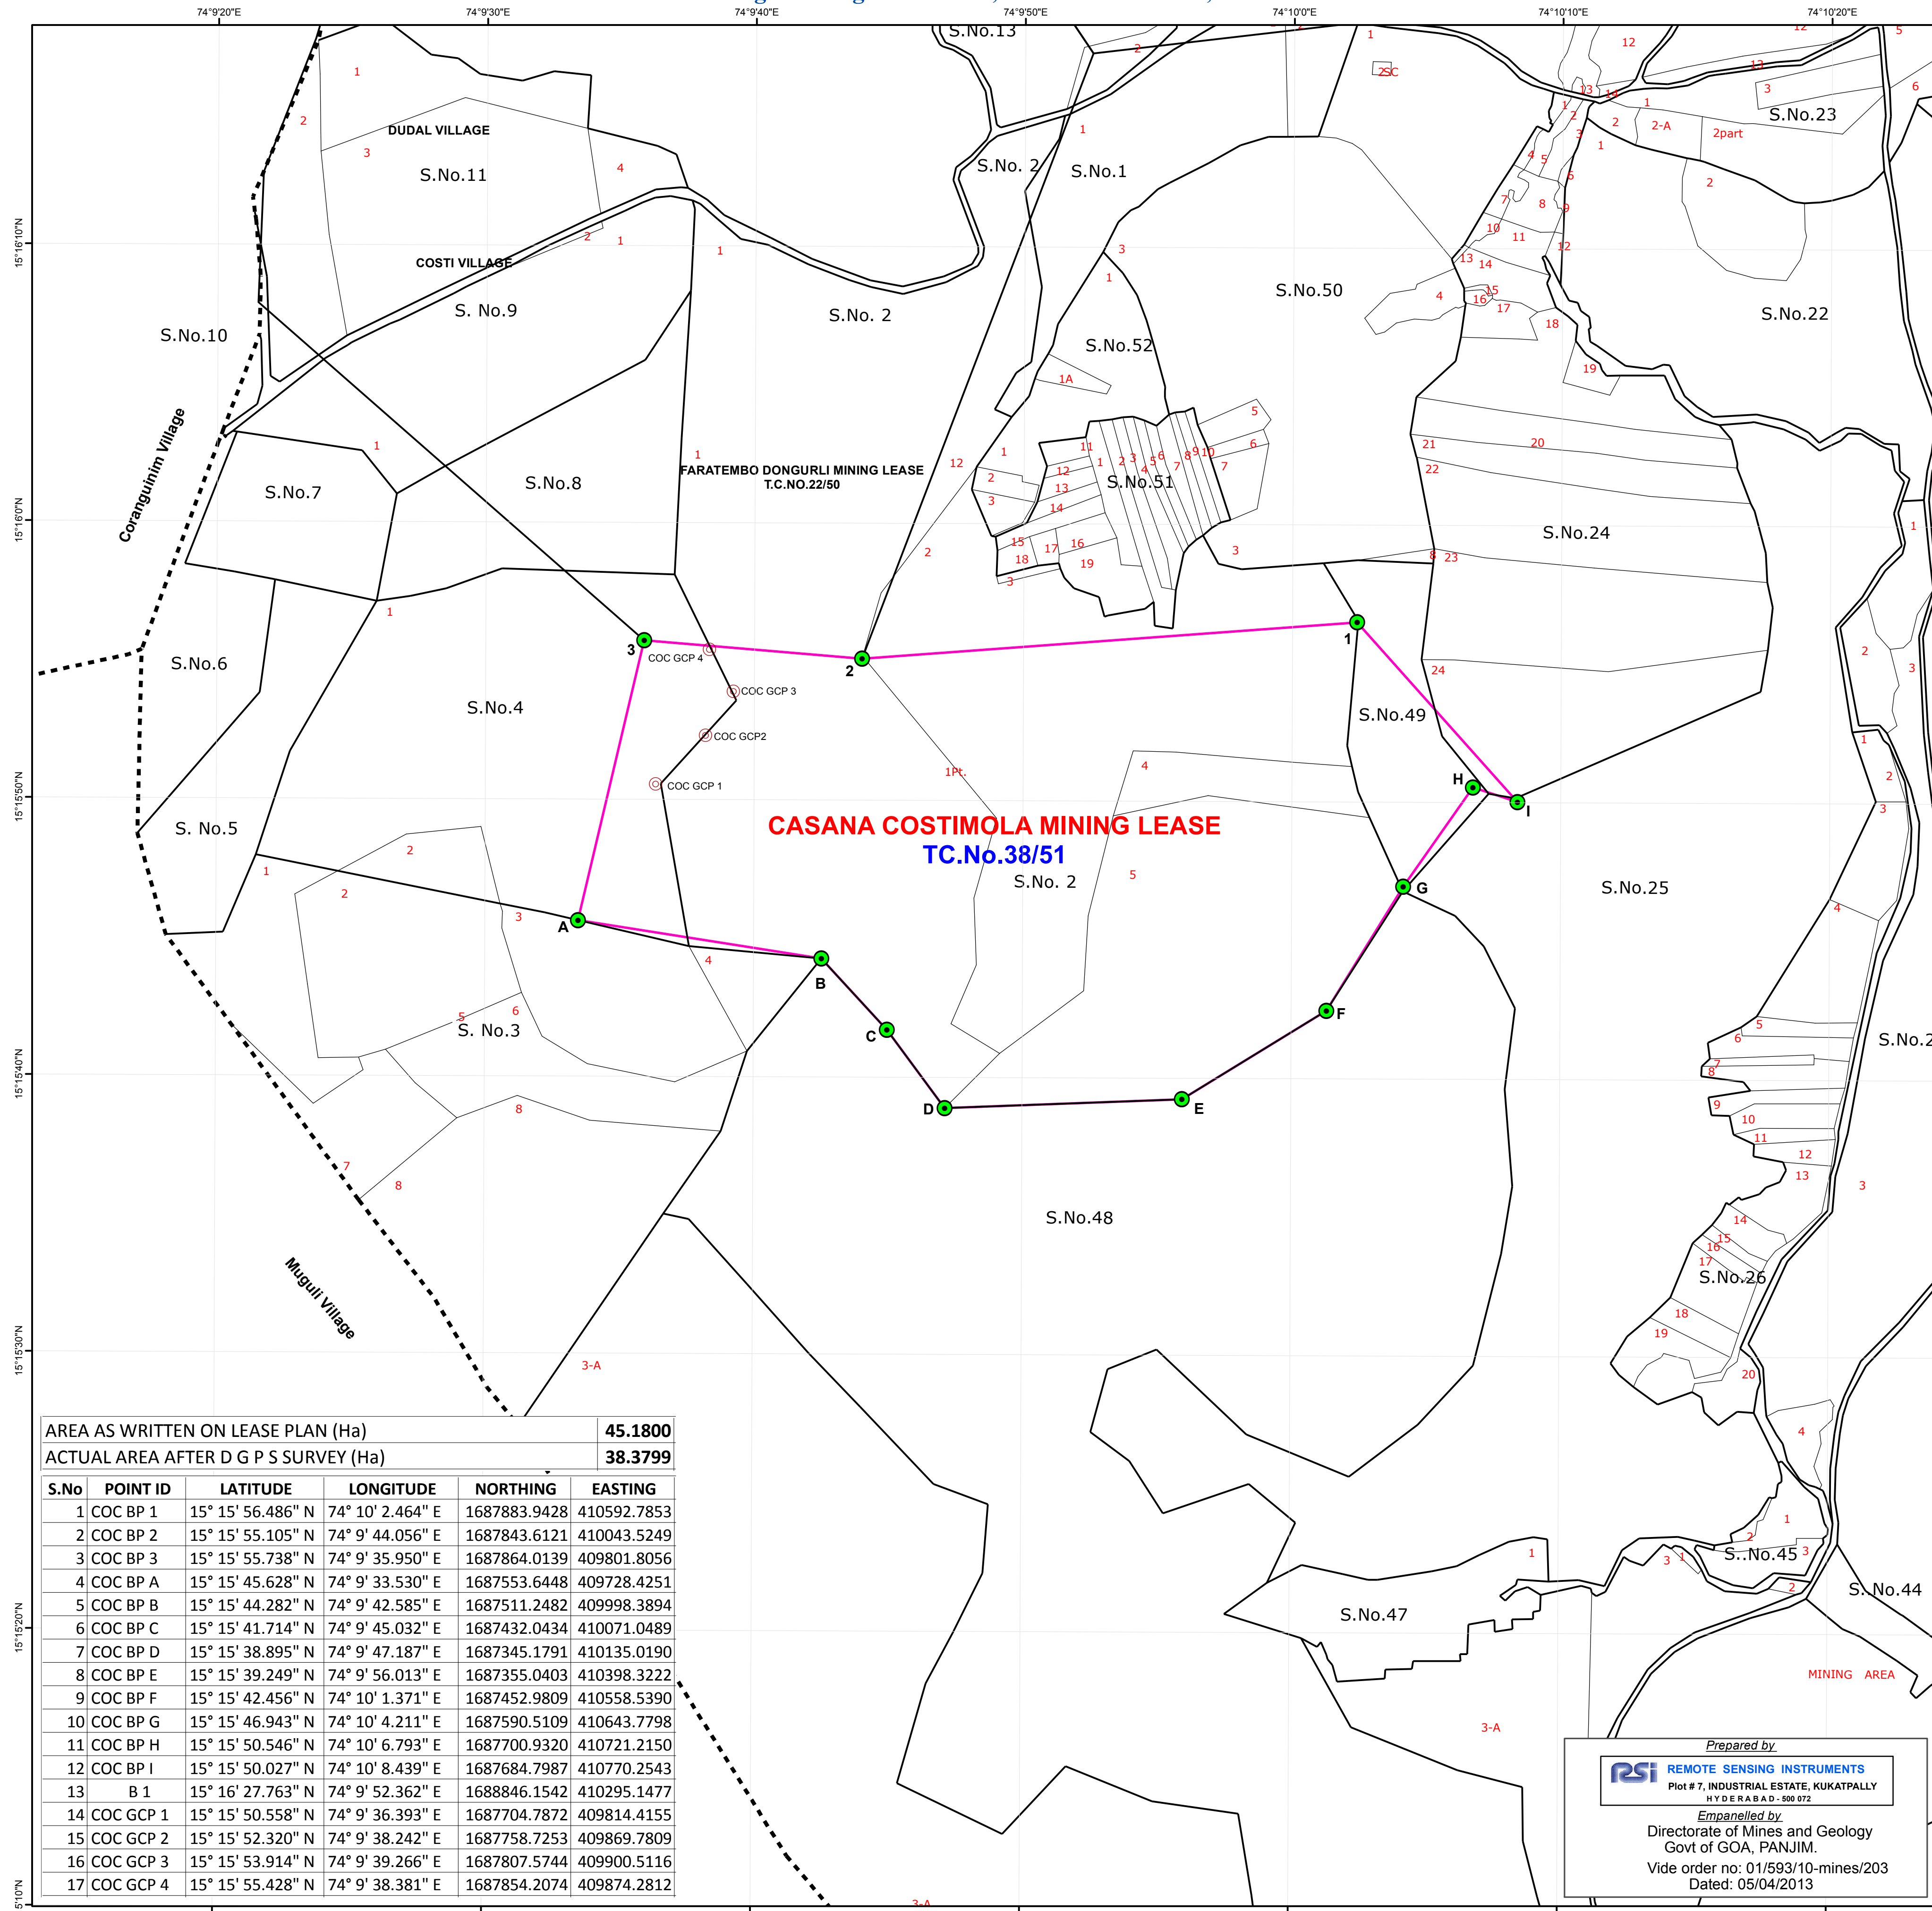 74°9'20"E 74°9'30"E 74°9'40"E 74°9'50"E 74°10'0"E 74°10'10"E 74°10'20"E
15°16'10"N
15°16'0"N
15°15'50"N
15°15'40"N
15°15'30"N
15°15'20"N
5°10"N
S.No.13
DUDAL VILLAGE
S.No.11
COSTI VILLAGE
S.No.10
S. No.9
S.No. 2
S.No.1
S.No. 2
S.No.50
S.No.52
S.No.23
S.No.22
Coranguinim Village
S.No.7
S.No.8
FARATEMBO DONGURLI MINING LEASE
T.C.NO.22/50
S.No.51
S.No.24
S.No.6
S.No.4
S. No.5
3
COC GCP 4
COC GCP 3
COC GCP2
COC GCP 1
2
1
S.No.49
H
I
1Pt.
CASANA COSTIMOLA MINING LEASE
TC.No.38/51
S.No. 2
G
S.No.25
A
B
C
D
E
F
S. No.3
S.No.48
S.No.26
Muguli Village
3-A
S.No.47
S..No.45
S. No.44
MINING AREA
3-A
3-A
1A
2SC
2-A
2part
AREA AS WRITTEN ON LEASE PLAN (Ha) 45.1800
ACTUAL AREA AFTER D G P S SURVEY (Ha) 38.3799
S.No POINT ID LATITUDE LONGITUDE NORTHING EASTING
1 COC BP 1 15° 15' 56.486" N 74° 10' 2.464" E 1687883.9428 410592.7853
2 COC BP 2 15° 15' 55.105" N 74° 9' 44.056" E 1687843.6121 410043.5249
3 COC BP 3 15° 15' 55.738" N 74° 9' 35.950" E 1687864.0139 409801.8056
4 COC BP A 15° 15' 45.628" N 74° 9' 33.530" E 1687553.6448 409728.4251
5 COC BP B 15° 15' 44.282" N 74° 9' 42.585" E 1687511.2482 409998.3894
6 COC BP C 15° 15' 41.714" N 74° 9' 45.032" E 1687432.0434 410071.0489
7 COC BP D 15° 15' 38.895" N 74° 9' 47.187" E 1687345.1791 410135.0190
8 COC BP E 15° 15' 39.249" N 74° 9' 56.013" E 1687355.0403 410398.3222
9 COC BP F 15° 15' 42.456" N 74° 10' 1.371" E 1687452.9809 410558.5390
10 COC BP G 15° 15' 46.943" N 74° 10' 4.211" E 1687590.5109 410643.7798
11 COC BP H 15° 15' 50.546" N 74° 10' 6.793" E 1687700.9320 410721.2150
12 COC BP I 15° 15' 50.027" N 74° 10' 8.439" E 1687684.7987 410770.2543
13 B 1 15° 16' 27.763" N 74° 9' 52.362" E 1688846.1542 410295.1477
14 COC GCP 1 15° 15' 50.558" N 74° 9' 36.393" E 1687704.7872 409814.4155
15 COC GCP 2 15° 15' 52.320" N 74° 9' 38.242" E 1687758.7253 409869.7809
16 COC GCP 3 15° 15' 53.914" N 74° 9' 39.266" E 1687807.5744 409900.5116
17 COC GCP 4 15° 15' 55.428" N 74° 9' 38.381" E 1687854.2074 409874.2812
Prepared by
RSi REMOTE SENSING INSTRUMENTS
Plot # 7, INDUSTRIAL ESTATE, KUKATPALLY
HYDERABAD - 500 072
Empanelled by
Directorate of Mines and Geology
Govt of GOA, PANJIM.
Vide order no: 01/593/10-mines/203
Dated: 05/04/2013